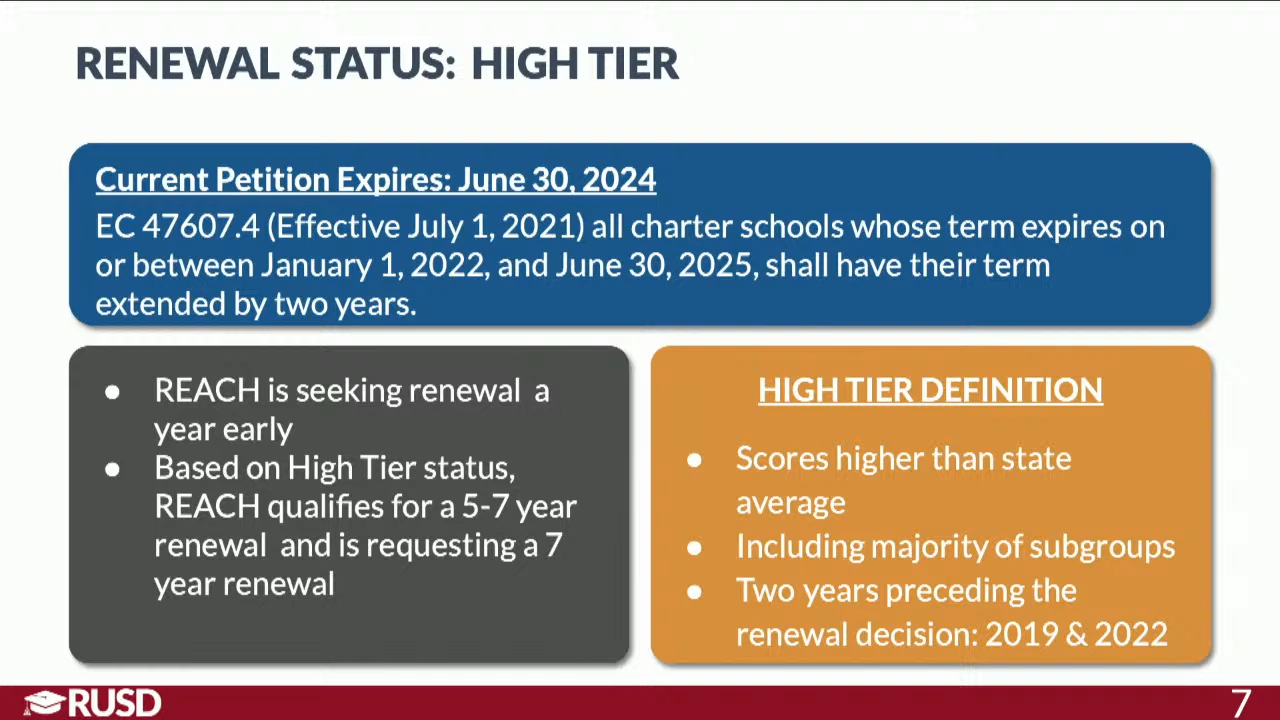 RENEWAL STATUS: HIGH TIER
Current Petition Expires: June 30, 2024
EC 47607.4 (Effective July 1, 2021) all charter schools whose term expires on
or between January 1, 2022, and June 30, 2025, shall have their term
extended by two years.
● REACH is seeking renewal a
year early
● Based on High Tier status,
REACH qualifies for a 5-7 year
renewal and is requesting a 7
year renewal
HIGH TIER DEFINITION
● Scores higher than state
average
● Including majority of subgroups
● Two years preceding the
renewal decision: 2019 & 2022
RUSD
7